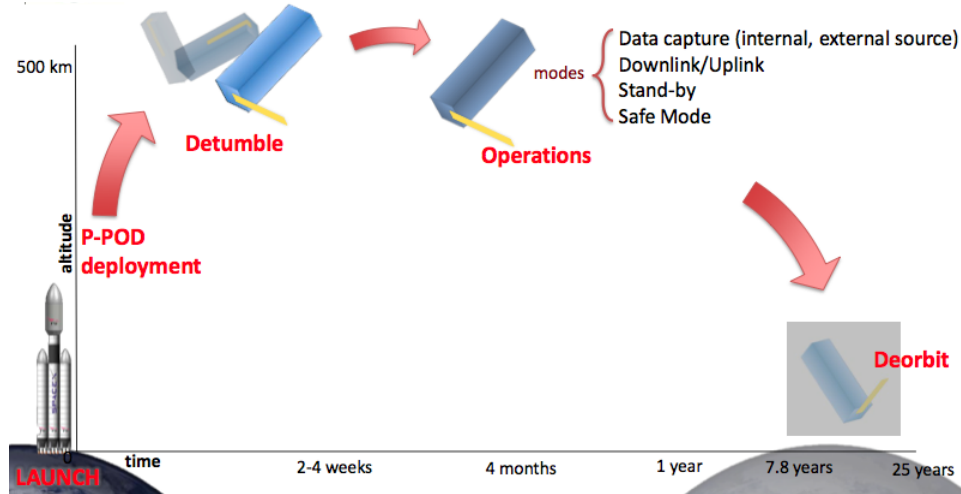 500 km
Detumble
Operations
modes
Data capture (internal, external source)
Downlink/Uplink
Stand-by
Safe Mode
altitude
P-POD
deployment
SPACEX
Deorbit
0
LAUNCH
time
2-4 weeks
4 months
1 year
7.8 years
25 years